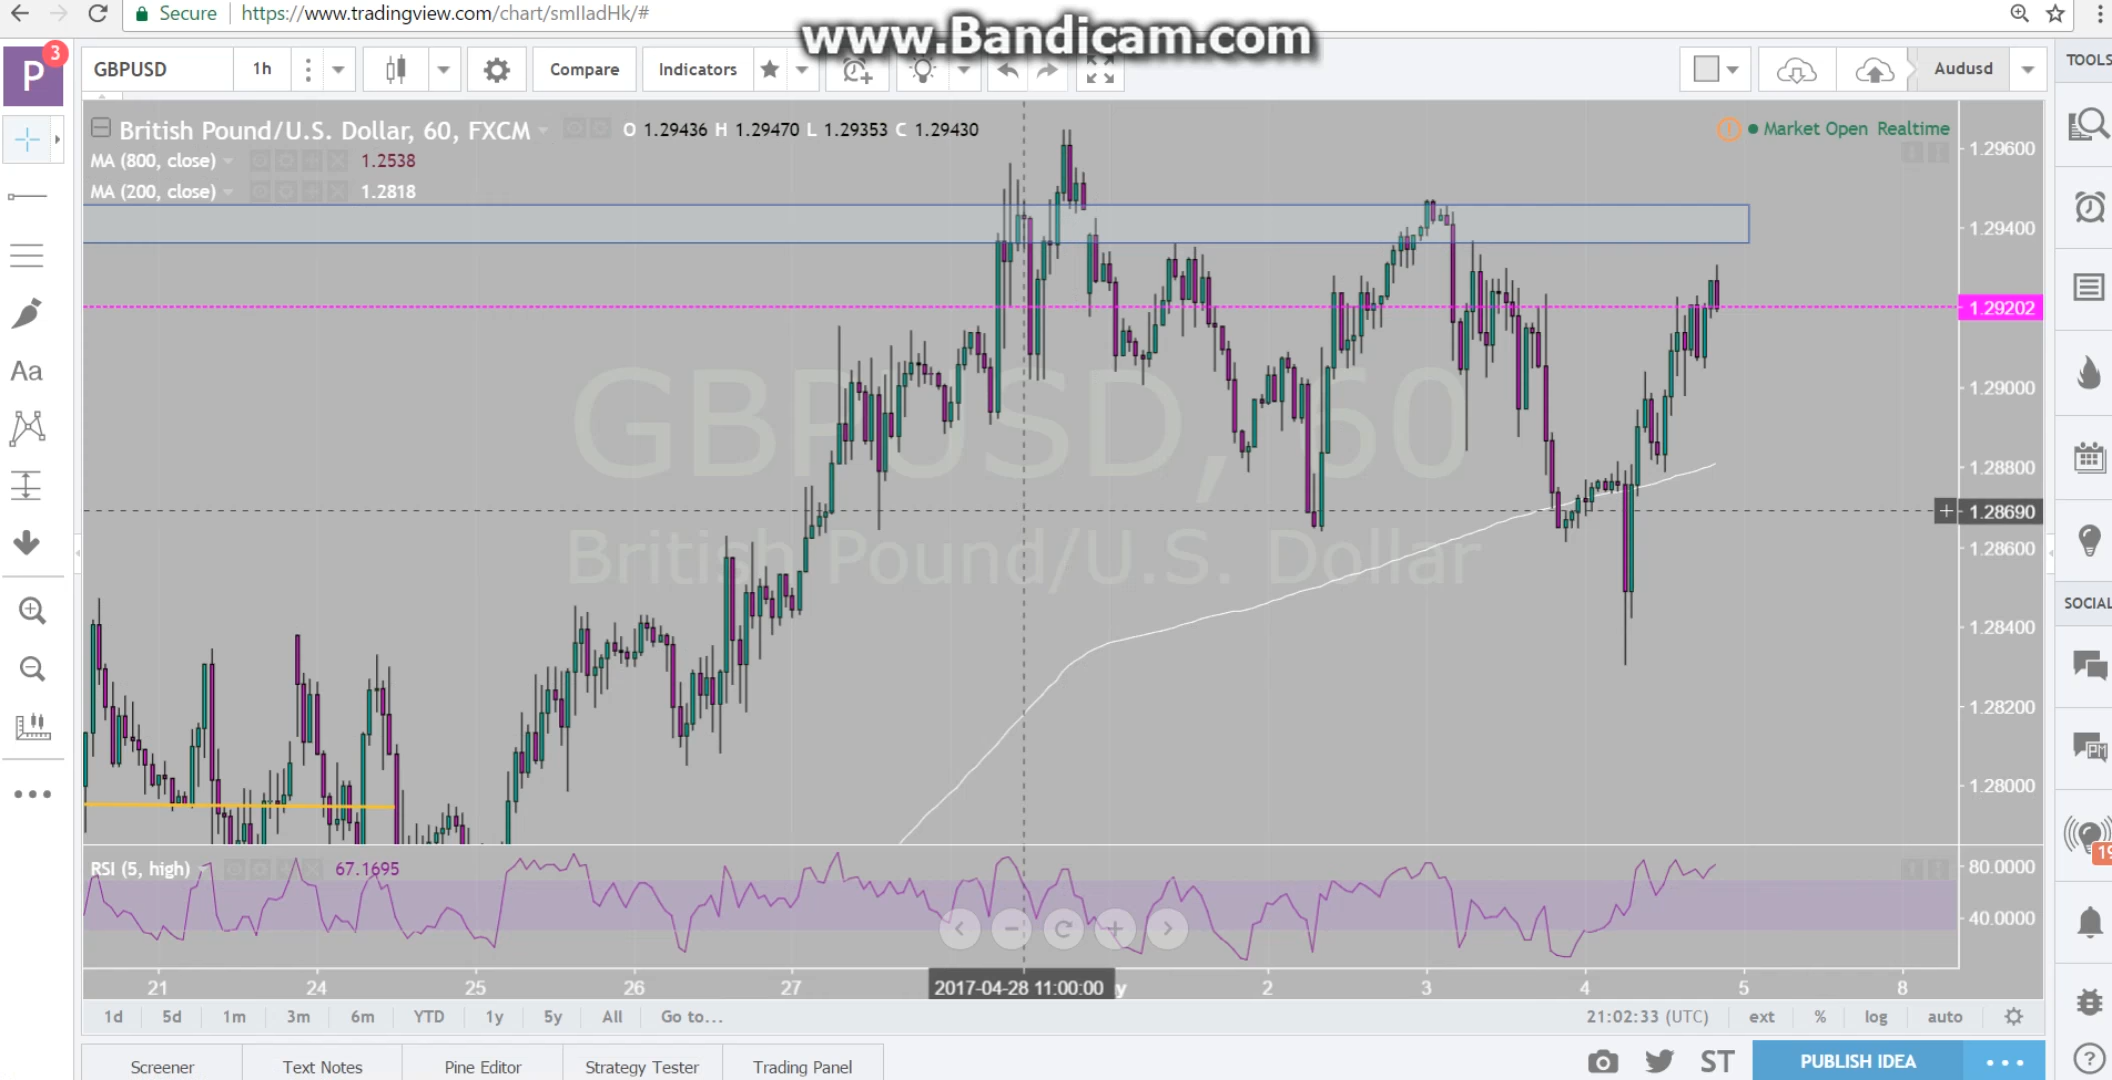 Secure https://www.tradingview.com/chart/smIladHk/#
www.Bandicam.com
P 3 GBPUSD 1h Compare Indicators Audusd TOOLS
British Pound/U.S. Dollar, 60, FXCM O 1.29436 H 1.29470 L 1.29353 C 1.29430 Market Open Realtime
MA (800, close) 1.2538
MA (200, close) 1.2818
1.29600
1.29400
1.29202
1.29000
1.28800
1.28690
1.28600
1.28400
1.28200
1.28000
GBPUSD, 60
British Pound/U.S. Dollar
Aa
SOCIAL
PM
19
RSI (5, high) 67.1695
80.0000
40.0000
21 24 25 26 27 2017-04-28 11:00:00 y 2 3 4 5 8
1d 5d 1m 3m 6m YTD 1y 5y All Go to... 21:02:33 (UTC) ext % log auto
Screener Text Notes Pine Editor Strategy Tester Trading Panel ST PUBLISH IDEA